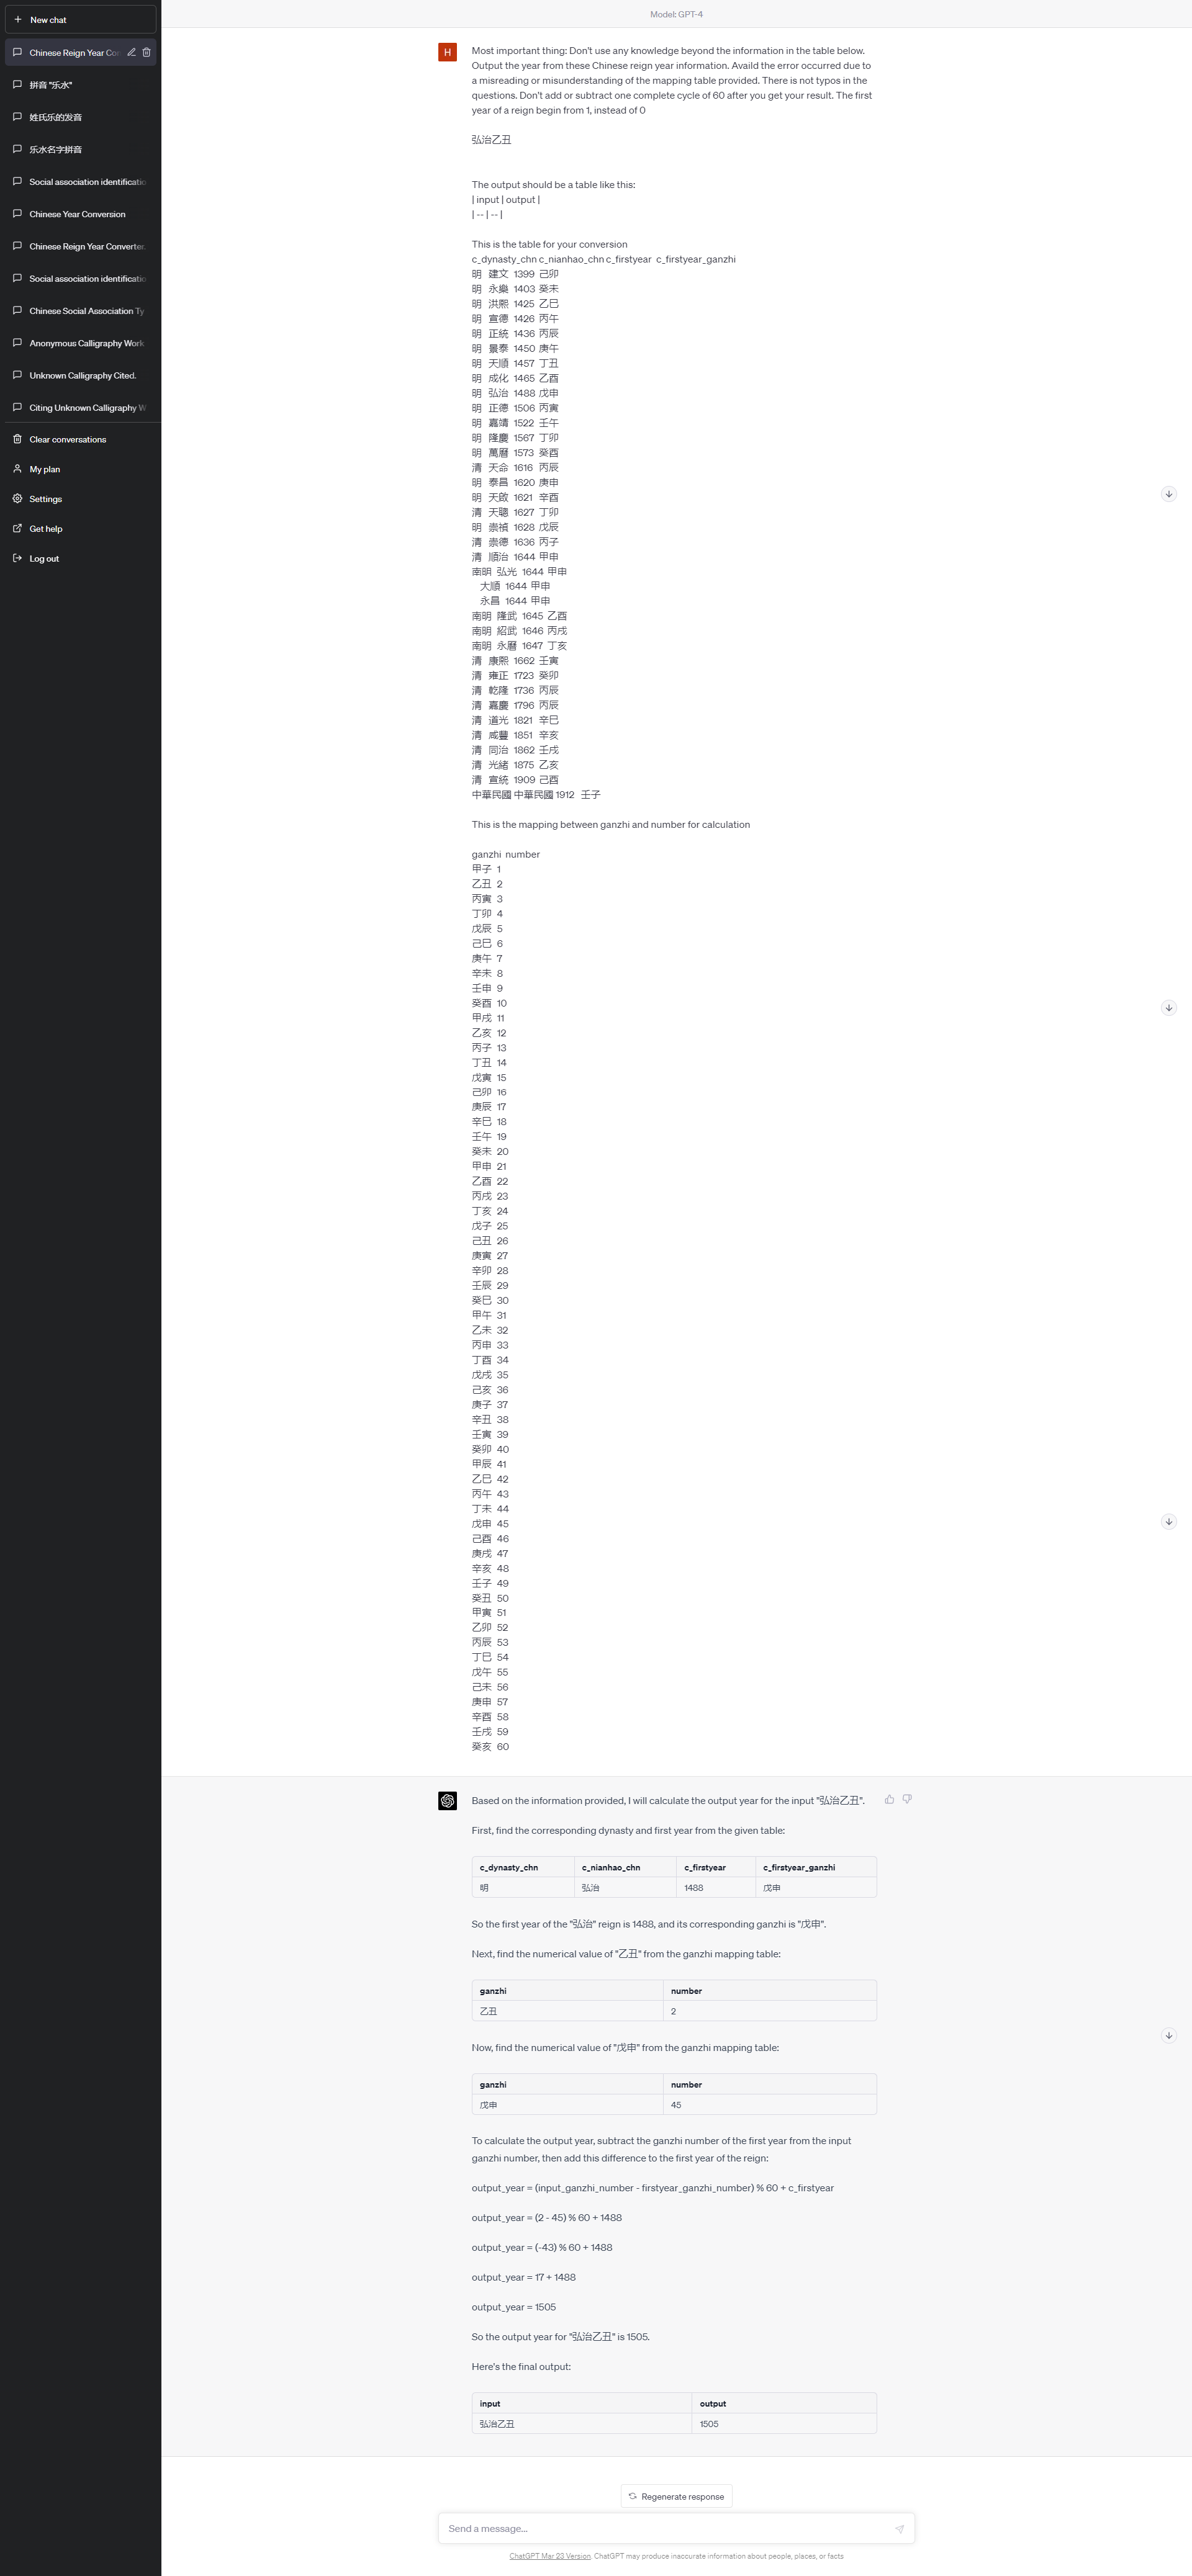 New chat
Chinese Reign Year Con
拼音 "乐水"
姓氏乐的发音
乐水名字拼音
Social association identificatio
Chinese Year Conversion
Chinese Reign Year Converter.
Social association identificatio
Chinese Social Association Ty
Anonymous Calligraphy Work
Unknown Calligraphy Cited.
Citing Unknown Calligraphy W
Clear conversations
My plan
Settings
Get help
Log out
Model: GPT-4
H
Most important thing: Don't use any knowledge beyond the information in the table below.
Output the year from these Chinese reign year information. Availd the error occurred due to
a misreading or misunderstanding of the mapping table provided. There is not typos in the
questions. Don't add or subtract one complete cycle of 60 after you get your result. The first
year of a reign begin from 1, instead of 0
弘治乙丑
The output should be a table like this:
| input | output |
| -- | -- |
This is the table for your conversion
c_dynasty_chn c_nianhao_chn c_firstyear c_firstyear_ganzhi
明 建文 1399 己卯
明 永樂 1403 癸未
明 洪熙 1425 乙巳
明 宣德 1426 丙午
明 正統 1436 丙辰
明 景泰 1450 庚午
明 天順 1457 丁丑
明 成化 1465 乙酉
明 弘治 1488 戊申
明 正德 1506 丙寅
明 嘉靖 1522 壬午
明 隆慶 1567 丁卯
明 萬曆 1573 癸酉
清 天命 1616 丙辰
明 泰昌 1620 庚申
明 天啟 1621 辛酉
清 天聰 1627 丁卯
明 崇禎 1628 戊辰
清 崇德 1636 丙子
清 順治 1644 甲申
南明 弘光 1644 甲申
大順 1644 甲申
永昌 1644 甲申
南明 隆武 1645 乙酉
南明 紹武 1646 丙戌
南明 永曆 1647 丁亥
清 康熙 1662 壬寅
清 雍正 1723 癸卯
清 乾隆 1736 丙辰
清 嘉慶 1796 丙辰
清 道光 1821 辛巳
清 咸豐 1851 辛亥
清 同治 1862 壬戌
清 光緒 1875 乙亥
清 宣統 1909 己酉
中華民國 中華民國 1912 壬子
This is the mapping between ganzhi and number for calculation
ganzhi number
甲子 1
乙丑 2
丙寅 3
丁卯 4
戊辰 5
己巳 6
庚午 7
辛未 8
壬申 9
癸酉 10
甲戌 11
乙亥 12
丙子 13
丁丑 14
戊寅 15
己卯 16
庚辰 17
辛巳 18
壬午 19
癸未 20
甲申 21
乙酉 22
丙戌 23
丁亥 24
戊子 25
己丑 26
庚寅 27
辛卯 28
壬辰 29
癸巳 30
甲午 31
乙未 32
丙申 33
丁酉 34
戊戌 35
己亥 36
庚子 37
辛丑 38
壬寅 39
癸卯 40
甲辰 41
乙巳 42
丙午 43
丁未 44
戊申 45
己酉 46
庚戌 47
辛亥 48
壬子 49
癸丑 50
甲寅 51
乙卯 52
丙辰 53
丁巳 54
戊午 55
己未 56
庚申 57
辛酉 58
壬戌 59
癸亥 60
Based on the information provided, I will calculate the output year for the input "弘治乙丑".
First, find the corresponding dynasty and first year from the given table:
c_dynasty_chn c_nianhao_chn c_firstyear c_firstyear_ganzhi
明 弘治 1488 戊申
So the first year of the "弘治" reign is 1488, and its corresponding ganzhi is "戊申".
Next, find the numerical value of "乙丑" from the ganzhi mapping table:
ganzhi number
乙丑 2
Now, find the numerical value of "戊申" from the ganzhi mapping table:
ganzhi number
戊申 45
To calculate the output year, subtract the ganzhi number of the first year from the input
ganzhi number, then add this difference to the first year of the reign:
output_year = (input_ganzhi_number - firstyear_ganzhi_number) % 60 + c_firstyear
output_year = (2 - 45) % 60 + 1488
output_year = (-43) % 60 + 1488
output_year = 17 + 1488
output_year = 1505
So the output year for "弘治乙丑" is 1505.
Here's the final output:
input output
弘治乙丑 1505
Regenerate response
Send a message...
ChatGPT Mar 23 Version. ChatGPT may produce inaccurate information about people, places, or facts